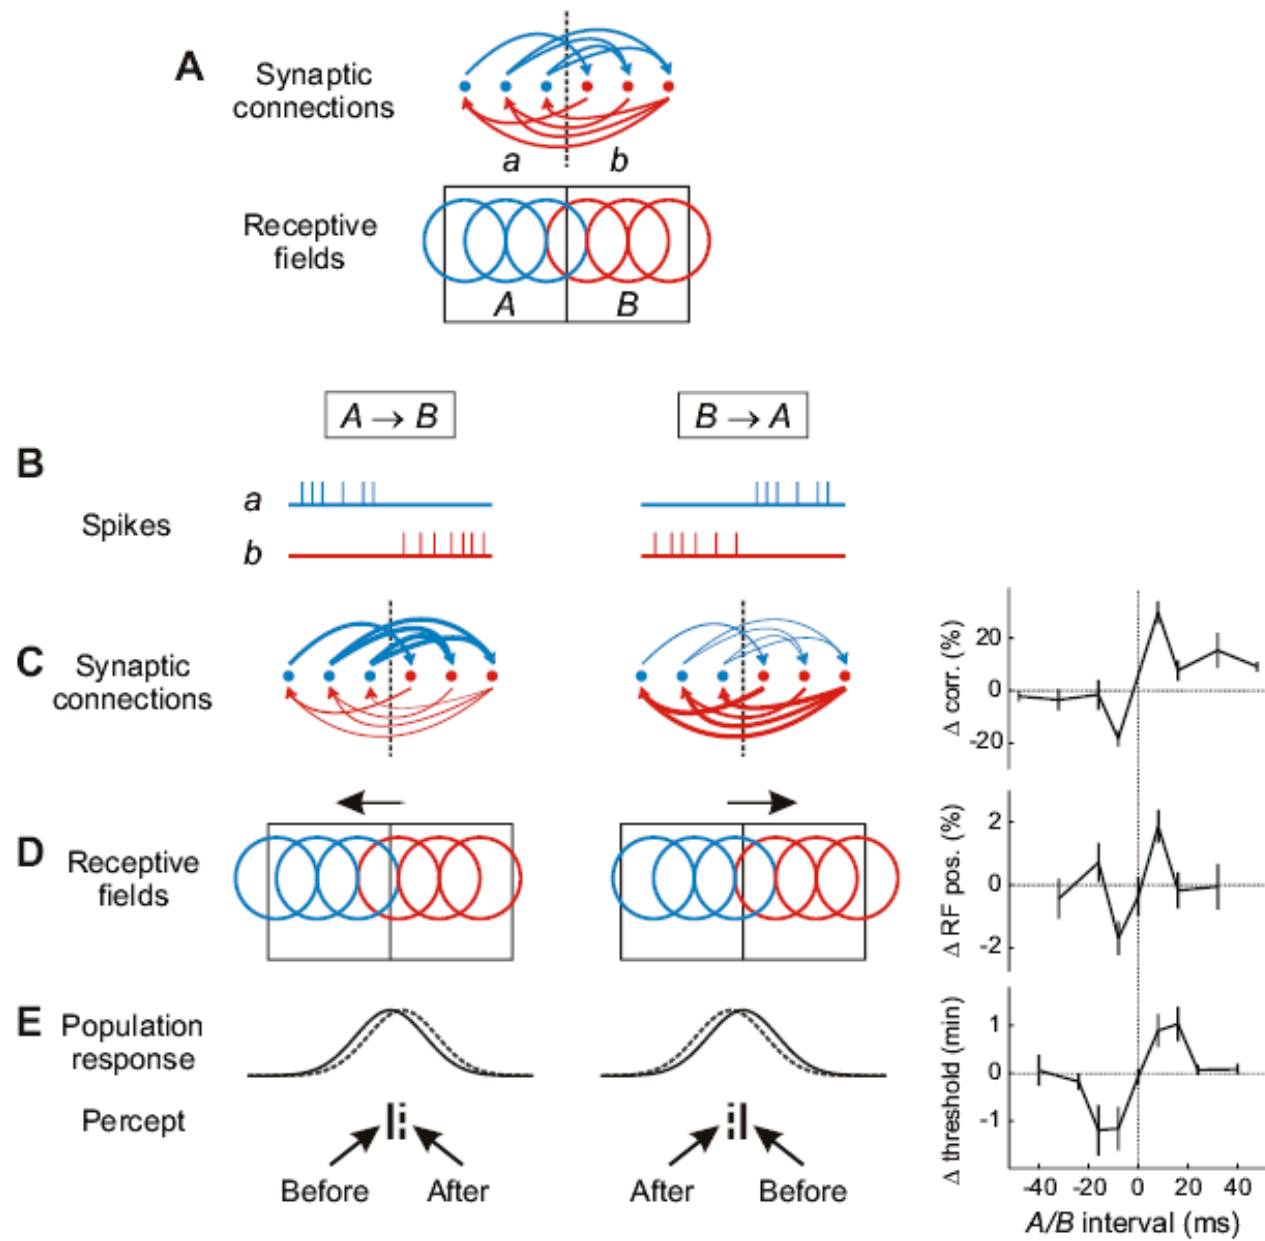 A
Synaptic
connections
a
b
Receptive
fields
A
B
A → B
B → A
B
Spikes
a
b
C
Synaptic
connections
Δ corr. (%)
20
0
-20
D
Receptive
fields
Δ RF pos. (%)
2
0
-2
E
Population
response
Percept
Before
After
After
Before
Δ threshold (min)
1
0
-1
-40 -20 0 20 40
A/B interval (ms)